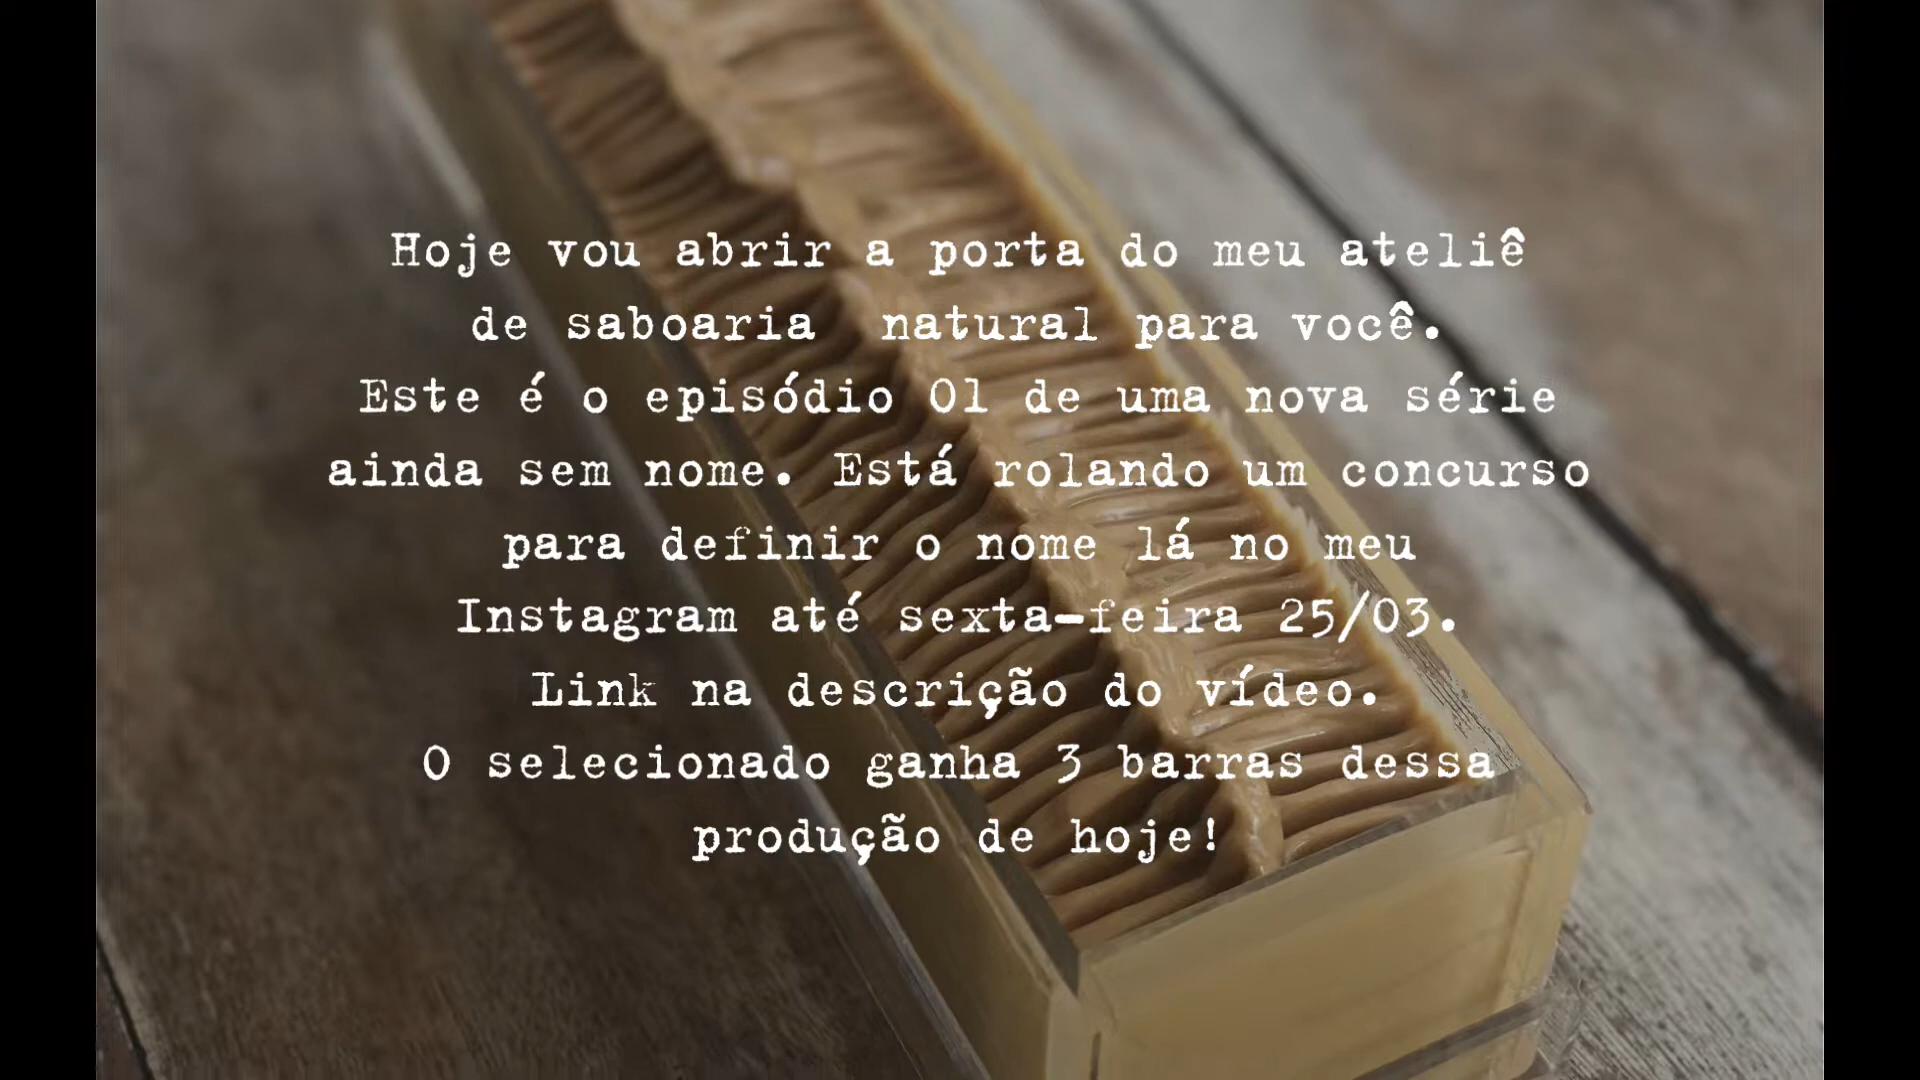 Hoje vou abrir a porta do meu ateliê
de saboaria natural para você.
Este é o episódio 01 de uma nova série
ainda sem nome. Está rolando um concurso
para definir o nome lá no meu
Instagram até sexta-feira 25/03.
Link na descrição do vídeo.
O selecionado ganha 3 barras dessa
produção de hoje!